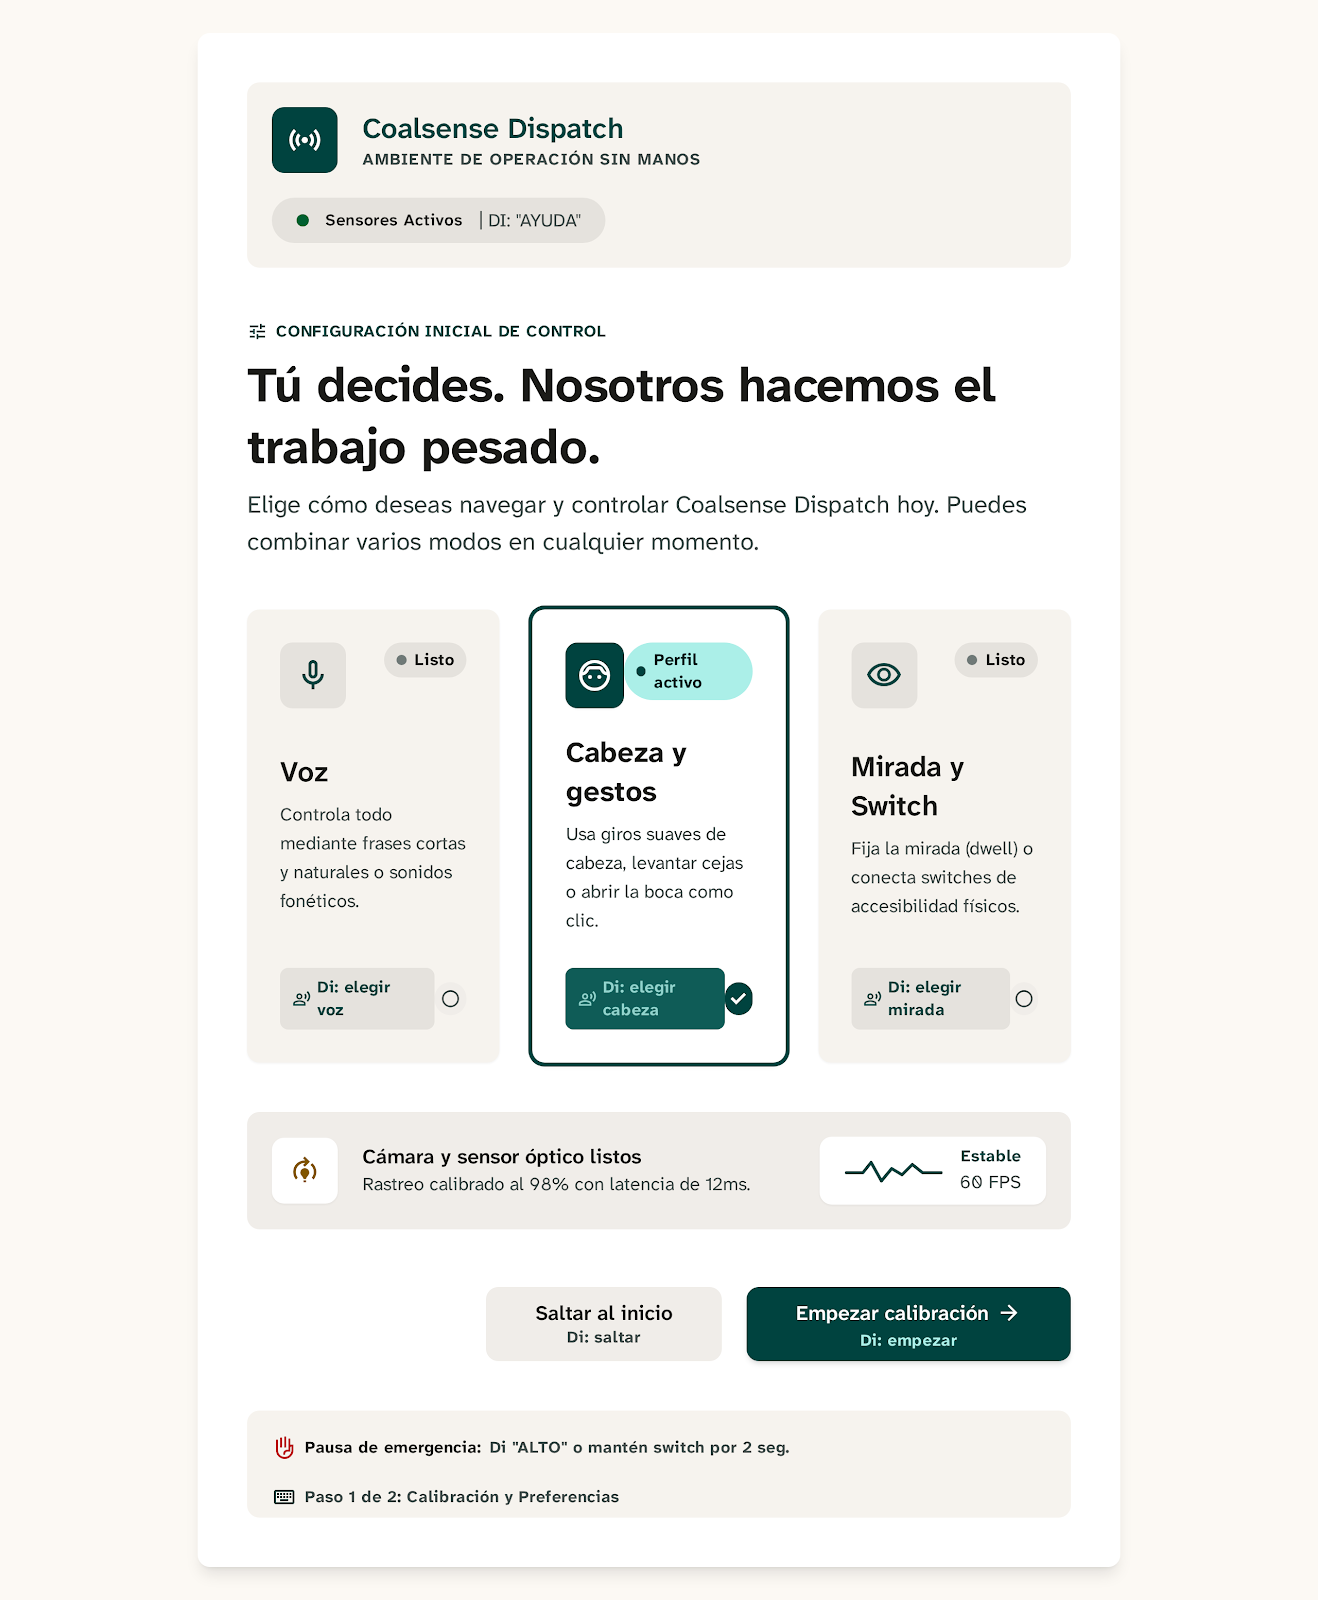 Coalsense Dispatch
AMBIENTE DE OPERACIÓN SIN MANOS
Sensores Activos | DI: "AYUDA"
CONFIGURACIÓN INICIAL DE CONTROL
Tú decides. Nosotros hacemos el
trabajo pesado.
Elige cómo deseas navegar y controlar Coalsense Dispatch hoy. Puedes
combinar varios modos en cualquier momento.
Listo
Voz
Controla todo
mediante frases cortas
y naturales o sonidos
fonéticos.
Di: elegir
voz
Perfil
activo
Cabeza y
gestos
Usa giros suaves de
cabeza, levantar cejas
o abrir la boca como
clic.
Di: elegir
cabeza
Listo
Mirada y
Switch
Fija la mirada (dwell) o
conecta switches de
accesibilidad físicos.
Di: elegir
mirada
Cámara y sensor óptico listos
Rastreo calibrado al 98% con latencia de 12ms.
Estable
60 FPS
Saltar al inicio
Di: saltar
Empezar calibración →
Di: empezar
Pausa de emergencia: Di "ALTO" o mantén switch por 2 seg.
Paso 1 de 2: Calibración y Preferencias